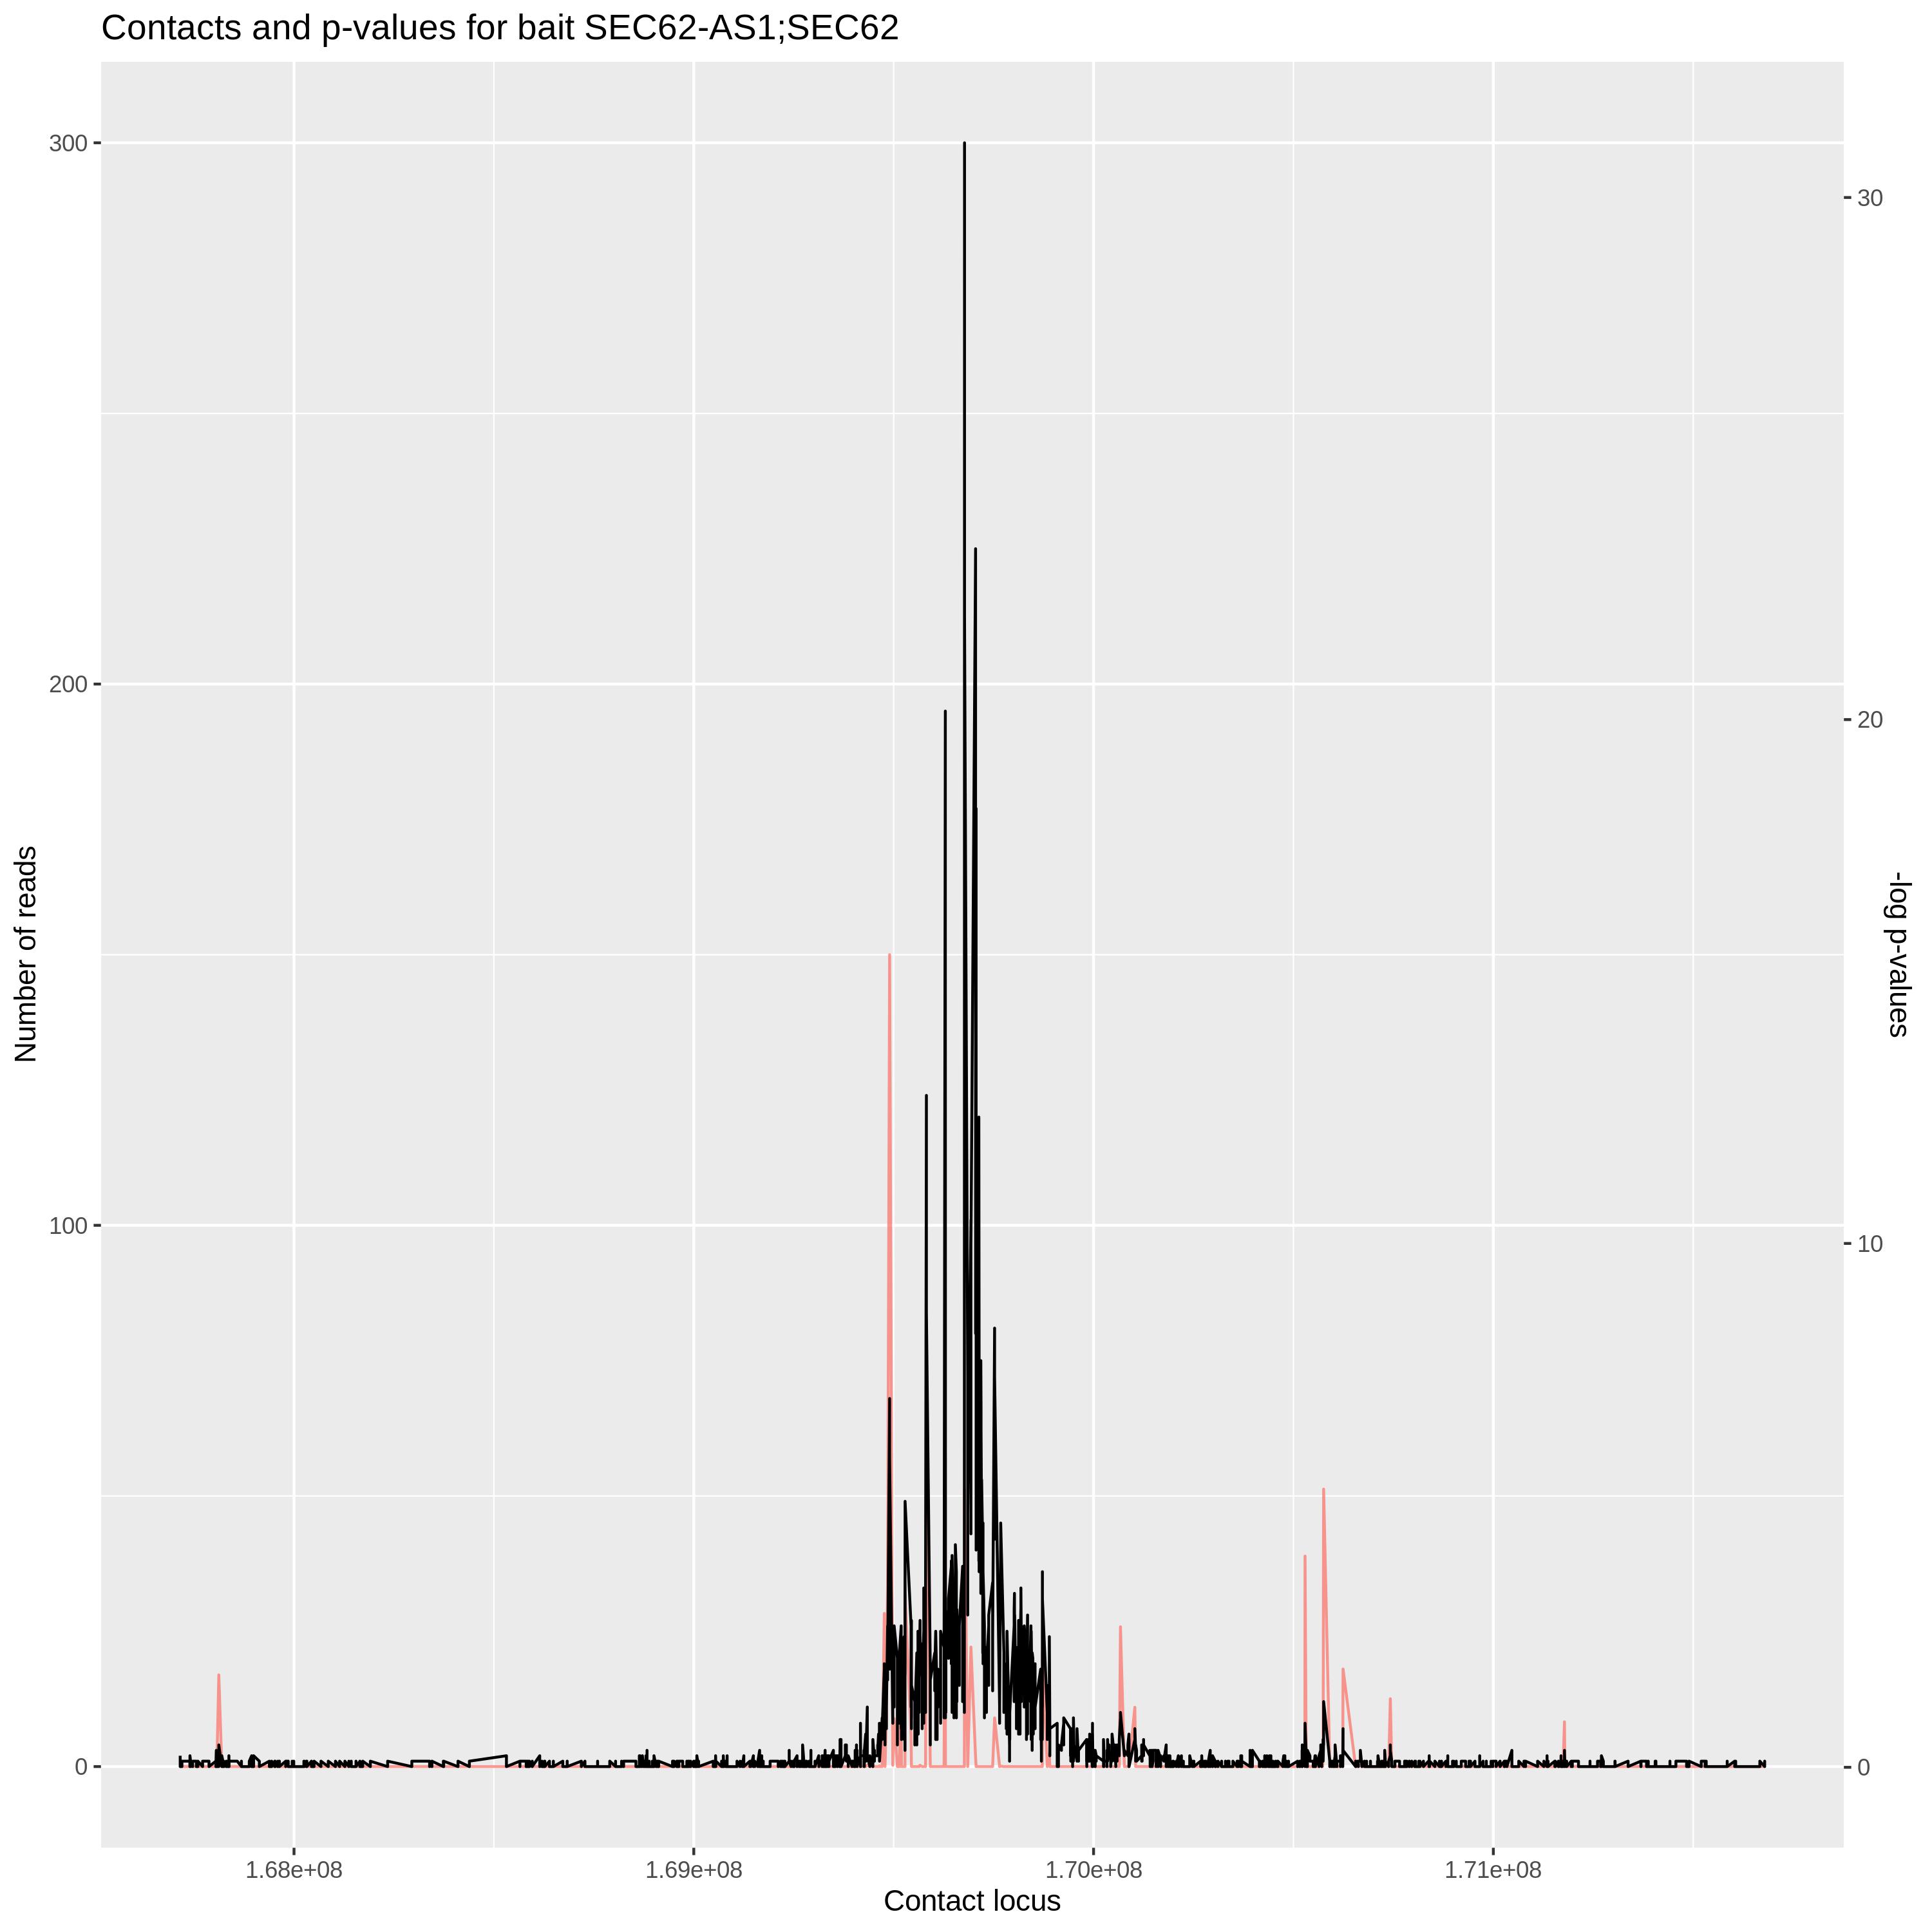 Contacts and p-values for bait SEC62-AS1;SEC62
300
200
100
0
Number of reads
30
20
10
0
-log p-values
1.68e+08
1.69e+08
1.70e+08
1.71e+08
Contact locus